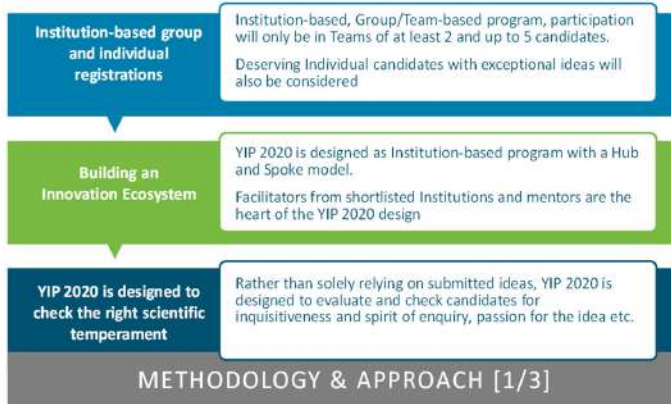 Institution-based group
and individual
registrations
Institution-based, Group/Team-based program, participation
will only be in Teams of at least 2 and up to 5 candidates.
Deserving Individual candidates with exceptional ideas will
also be considered
Building an
Innovation Ecosystem
YIP 2020 is designed as Institution-based program with a Hub
and Spoke model.
Facilitators from shortlisted Institutions and mentors are the
heart of the YIP 2020 design
YIP 2020 is designed to
check the right scientific
temperament
Rather than solely relying on submitted ideas, YIP 2020 is
designed to evaluate and check candidates for
inquisitiveness and spirit of enquiry, passion for the idea etc.
METHODOLOGY & APPROACH [1/3]